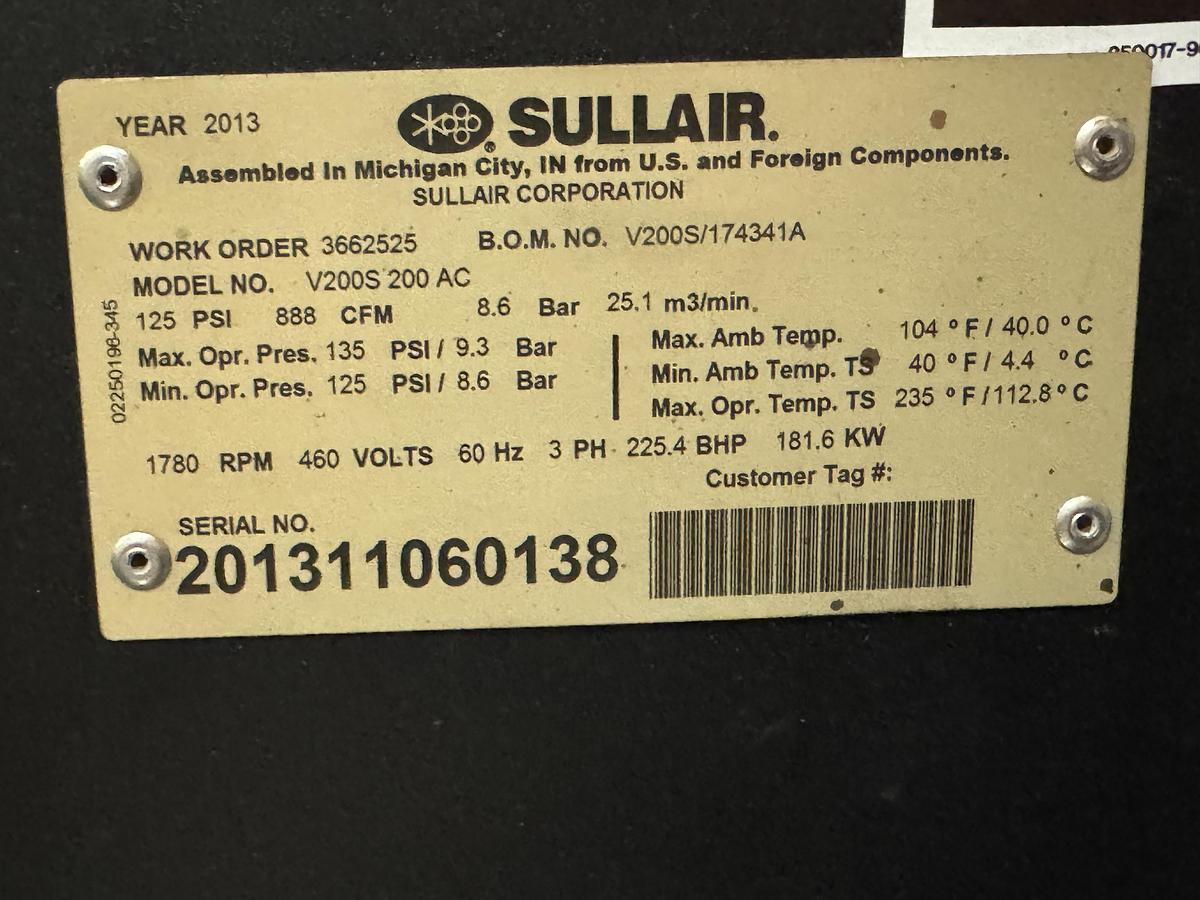 YEAR 2013
SULLAIR.
Assembled In Michigan City, IN from U.S. and Foreign Components.
SULLAIR CORPORATION
WORK ORDER 3662525 B.O.M. NO. V200S/174341A
MODEL NO. V200S 200 AC
125 PSI 888 CFM 8.6 Bar 25.1 m3/min.
Max. Opr. Pres. 135 PSI / 9.3 Bar
Min. Opr. Pres. 125 PSI / 8.6 Bar
Max. Amb Temp. 104 °F / 40.0 °C
Min. Amb Temp. TS 40 °F / 4.4 °C
Max. Opr. Temp. TS 235 °F / 112.8 °C
02250196-345
1780 RPM 460 VOLTS 60 Hz 3 PH 225.4 BHP 181.6 KW
Customer Tag #:
SERIAL NO.
201311060138